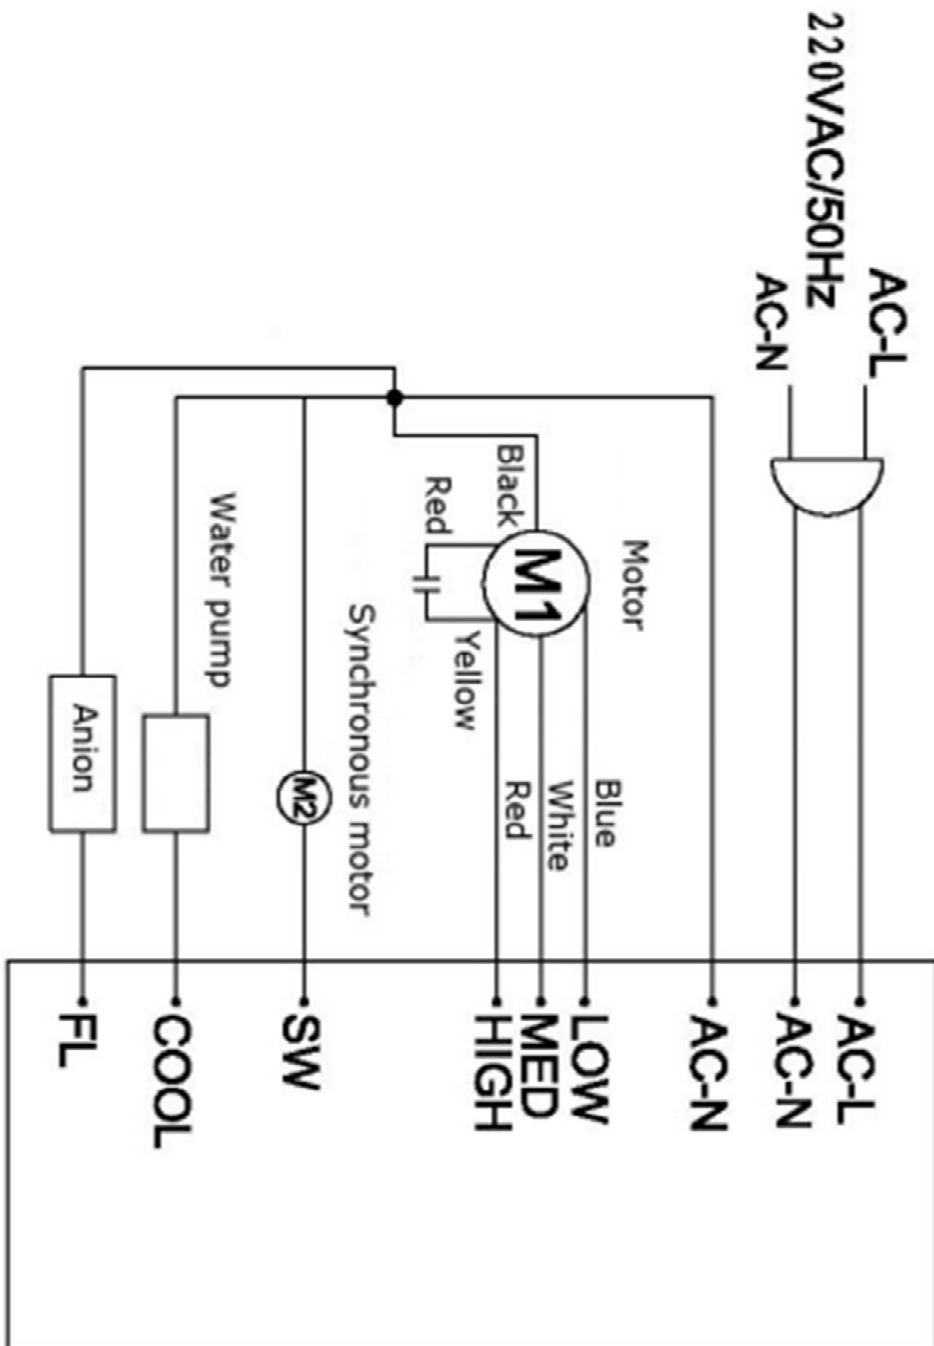 220VAC/50Hz
AC-L
AC-N
Motor
Black
M1
Red
Yellow
Blue
White
Red
Synchronous motor
M2
Water pump
Anion
AC-L
AC-N
AC-N
LOW
MED
HIGH
SW
COOL
FL